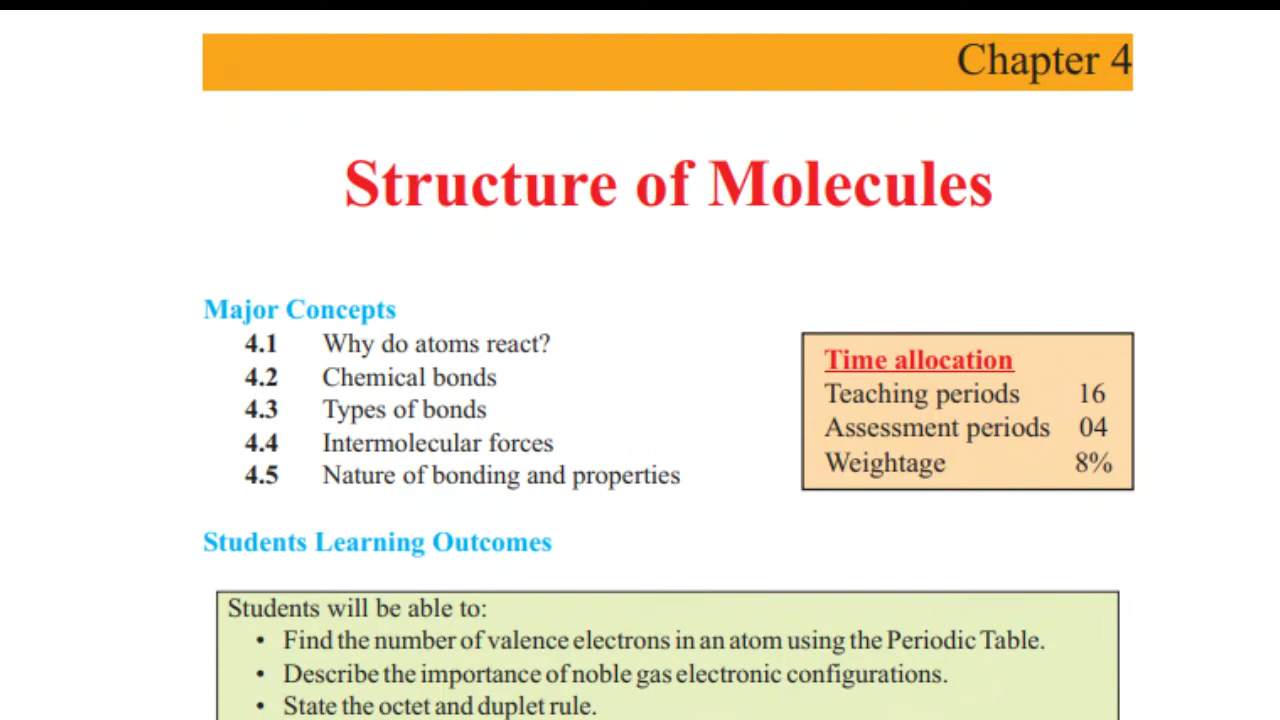 Chapter 4
Structure of Molecules
Major Concepts
4.1 Why do atoms react?
4.2 Chemical bonds
4.3 Types of bonds
4.4 Intermolecular forces
4.5 Nature of bonding and properties
Time allocation
Teaching periods 16
Assessment periods 04
Weightage 8%
Students Learning Outcomes
Students will be able to:
• Find the number of valence electrons in an atom using the Periodic Table.
• Describe the importance of noble gas electronic configurations.
• State the octet and duplet rule.